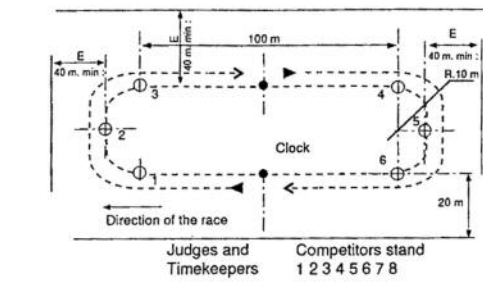 E
40 m. min :
100 m
E
40 m. min :
E
40 m. min :
R.10 m
3
4
2
5
Clock
1
6
20 m
Direction of the race
Judges and Competitors stand
Timekeepers 1 2 3 4 5 6 7 8